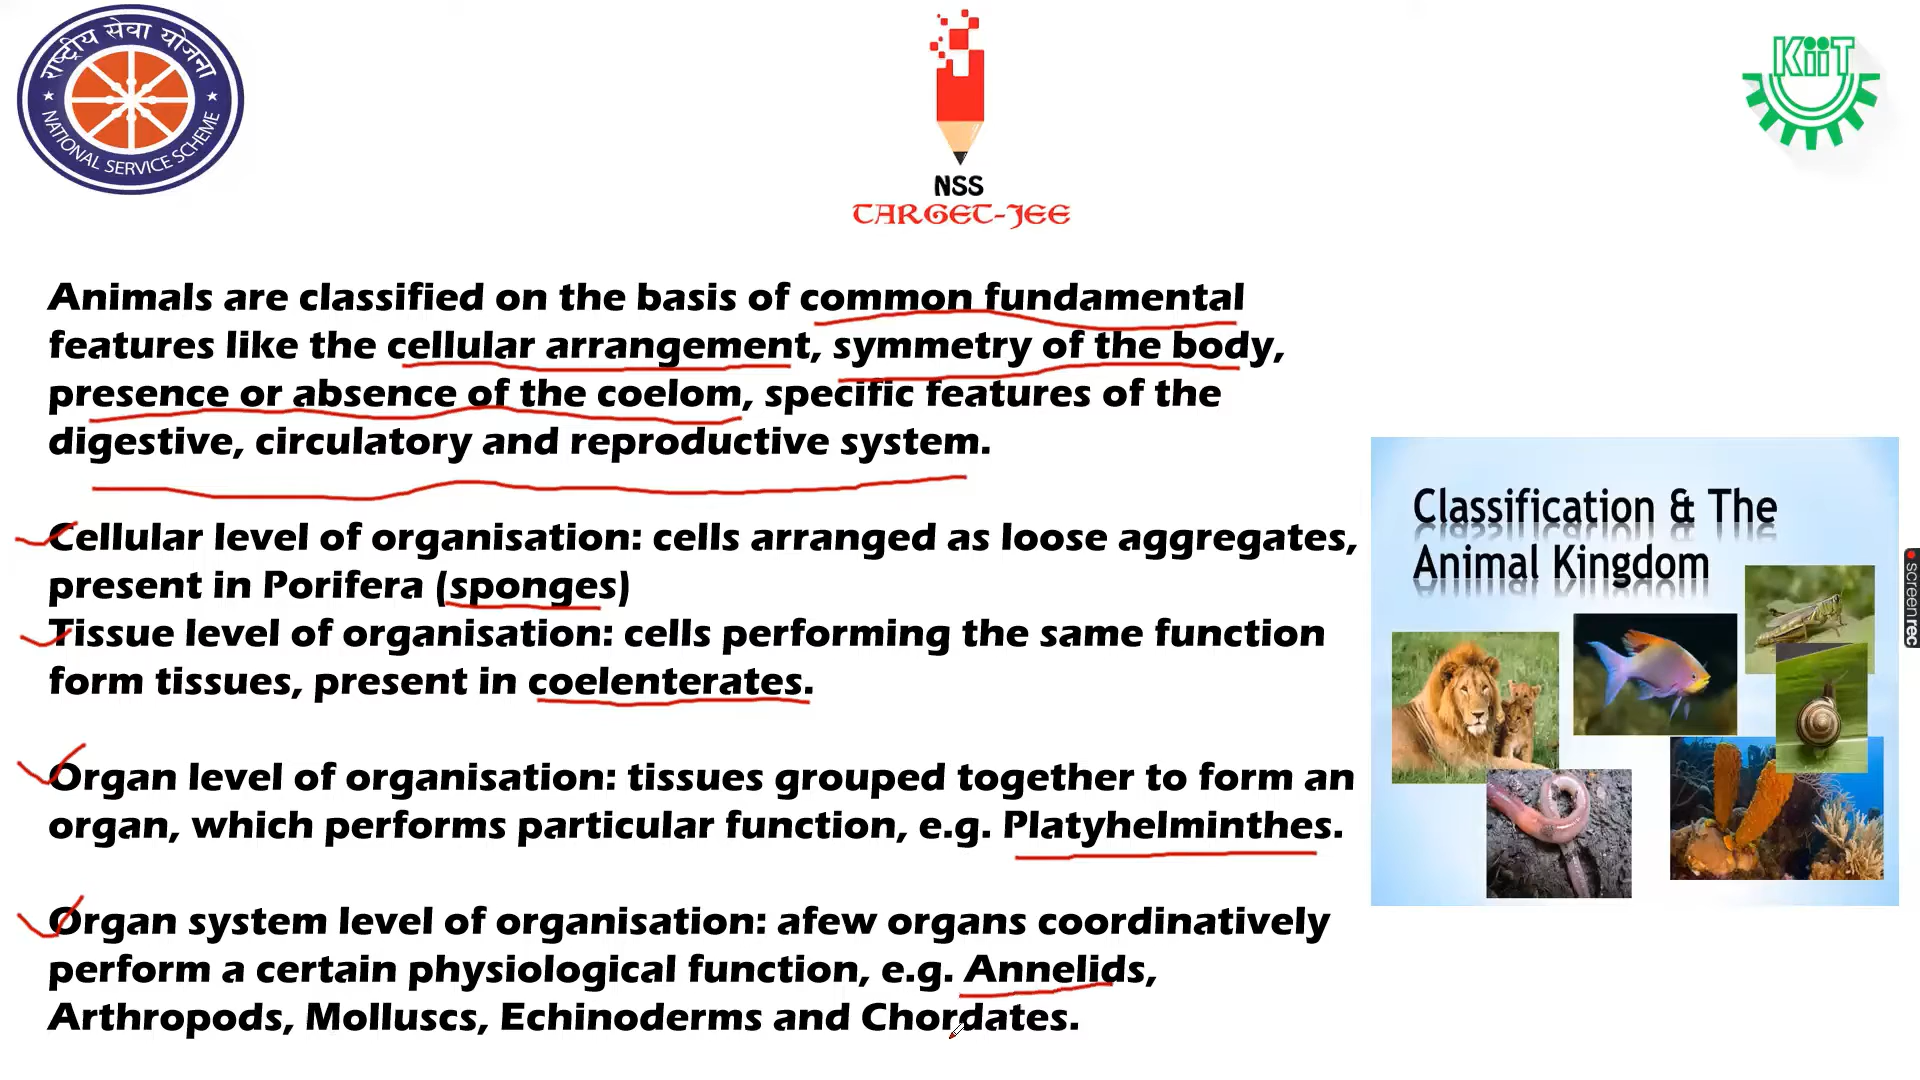 राष्ट्रीय सेवा योजना
NATIONAL SERVICE SCHEME
NSS
TARGET-JEE
KiiT
Animals are classified on the basis of common fundamental
features like the cellular arrangement, symmetry of the body,
presence or absence of the coelom, specific features of the
digestive, circulatory and reproductive system.
Cellular level of organisation: cells arranged as loose aggregates,
present in Porifera (sponges)
Tissue level of organisation: cells performing the same function
form tissues, present in coelenterates.
Organ level of organisation: tissues grouped together to form an
organ, which performs particular function, e.g. Platyhelminthes.
Organ system level of organisation: afew organs coordinatively
perform a certain physiological function, e.g. Annelids,
Arthropods, Molluscs, Echinoderms and Chordates.
Classification & The
Animal Kingdom
screenrec